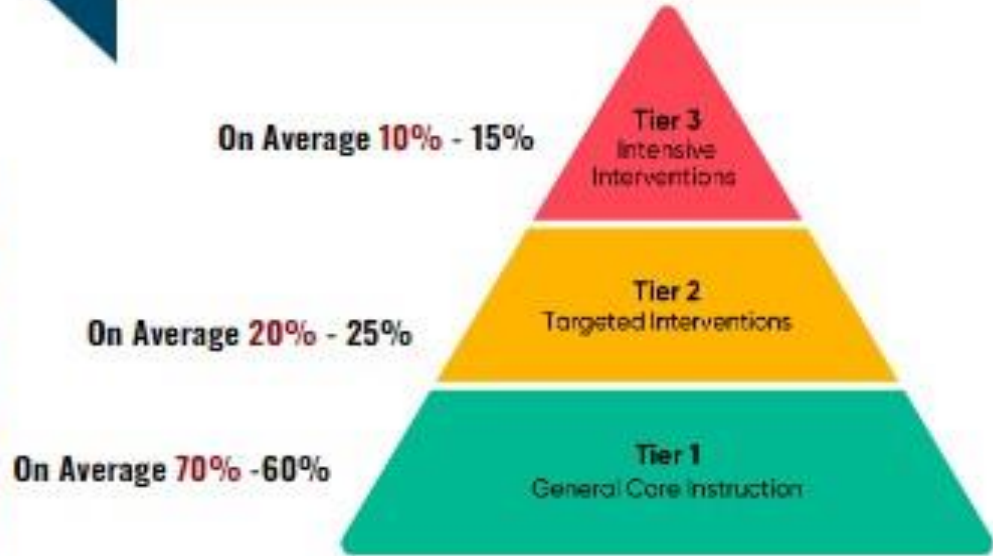 On Average 10% - 15%
Tier 3
Intensive
Interventions
On Average 20% - 25%
Tier 2
Targeted Interventions
On Average 70% -60%
Tier 1
General Core Instruction